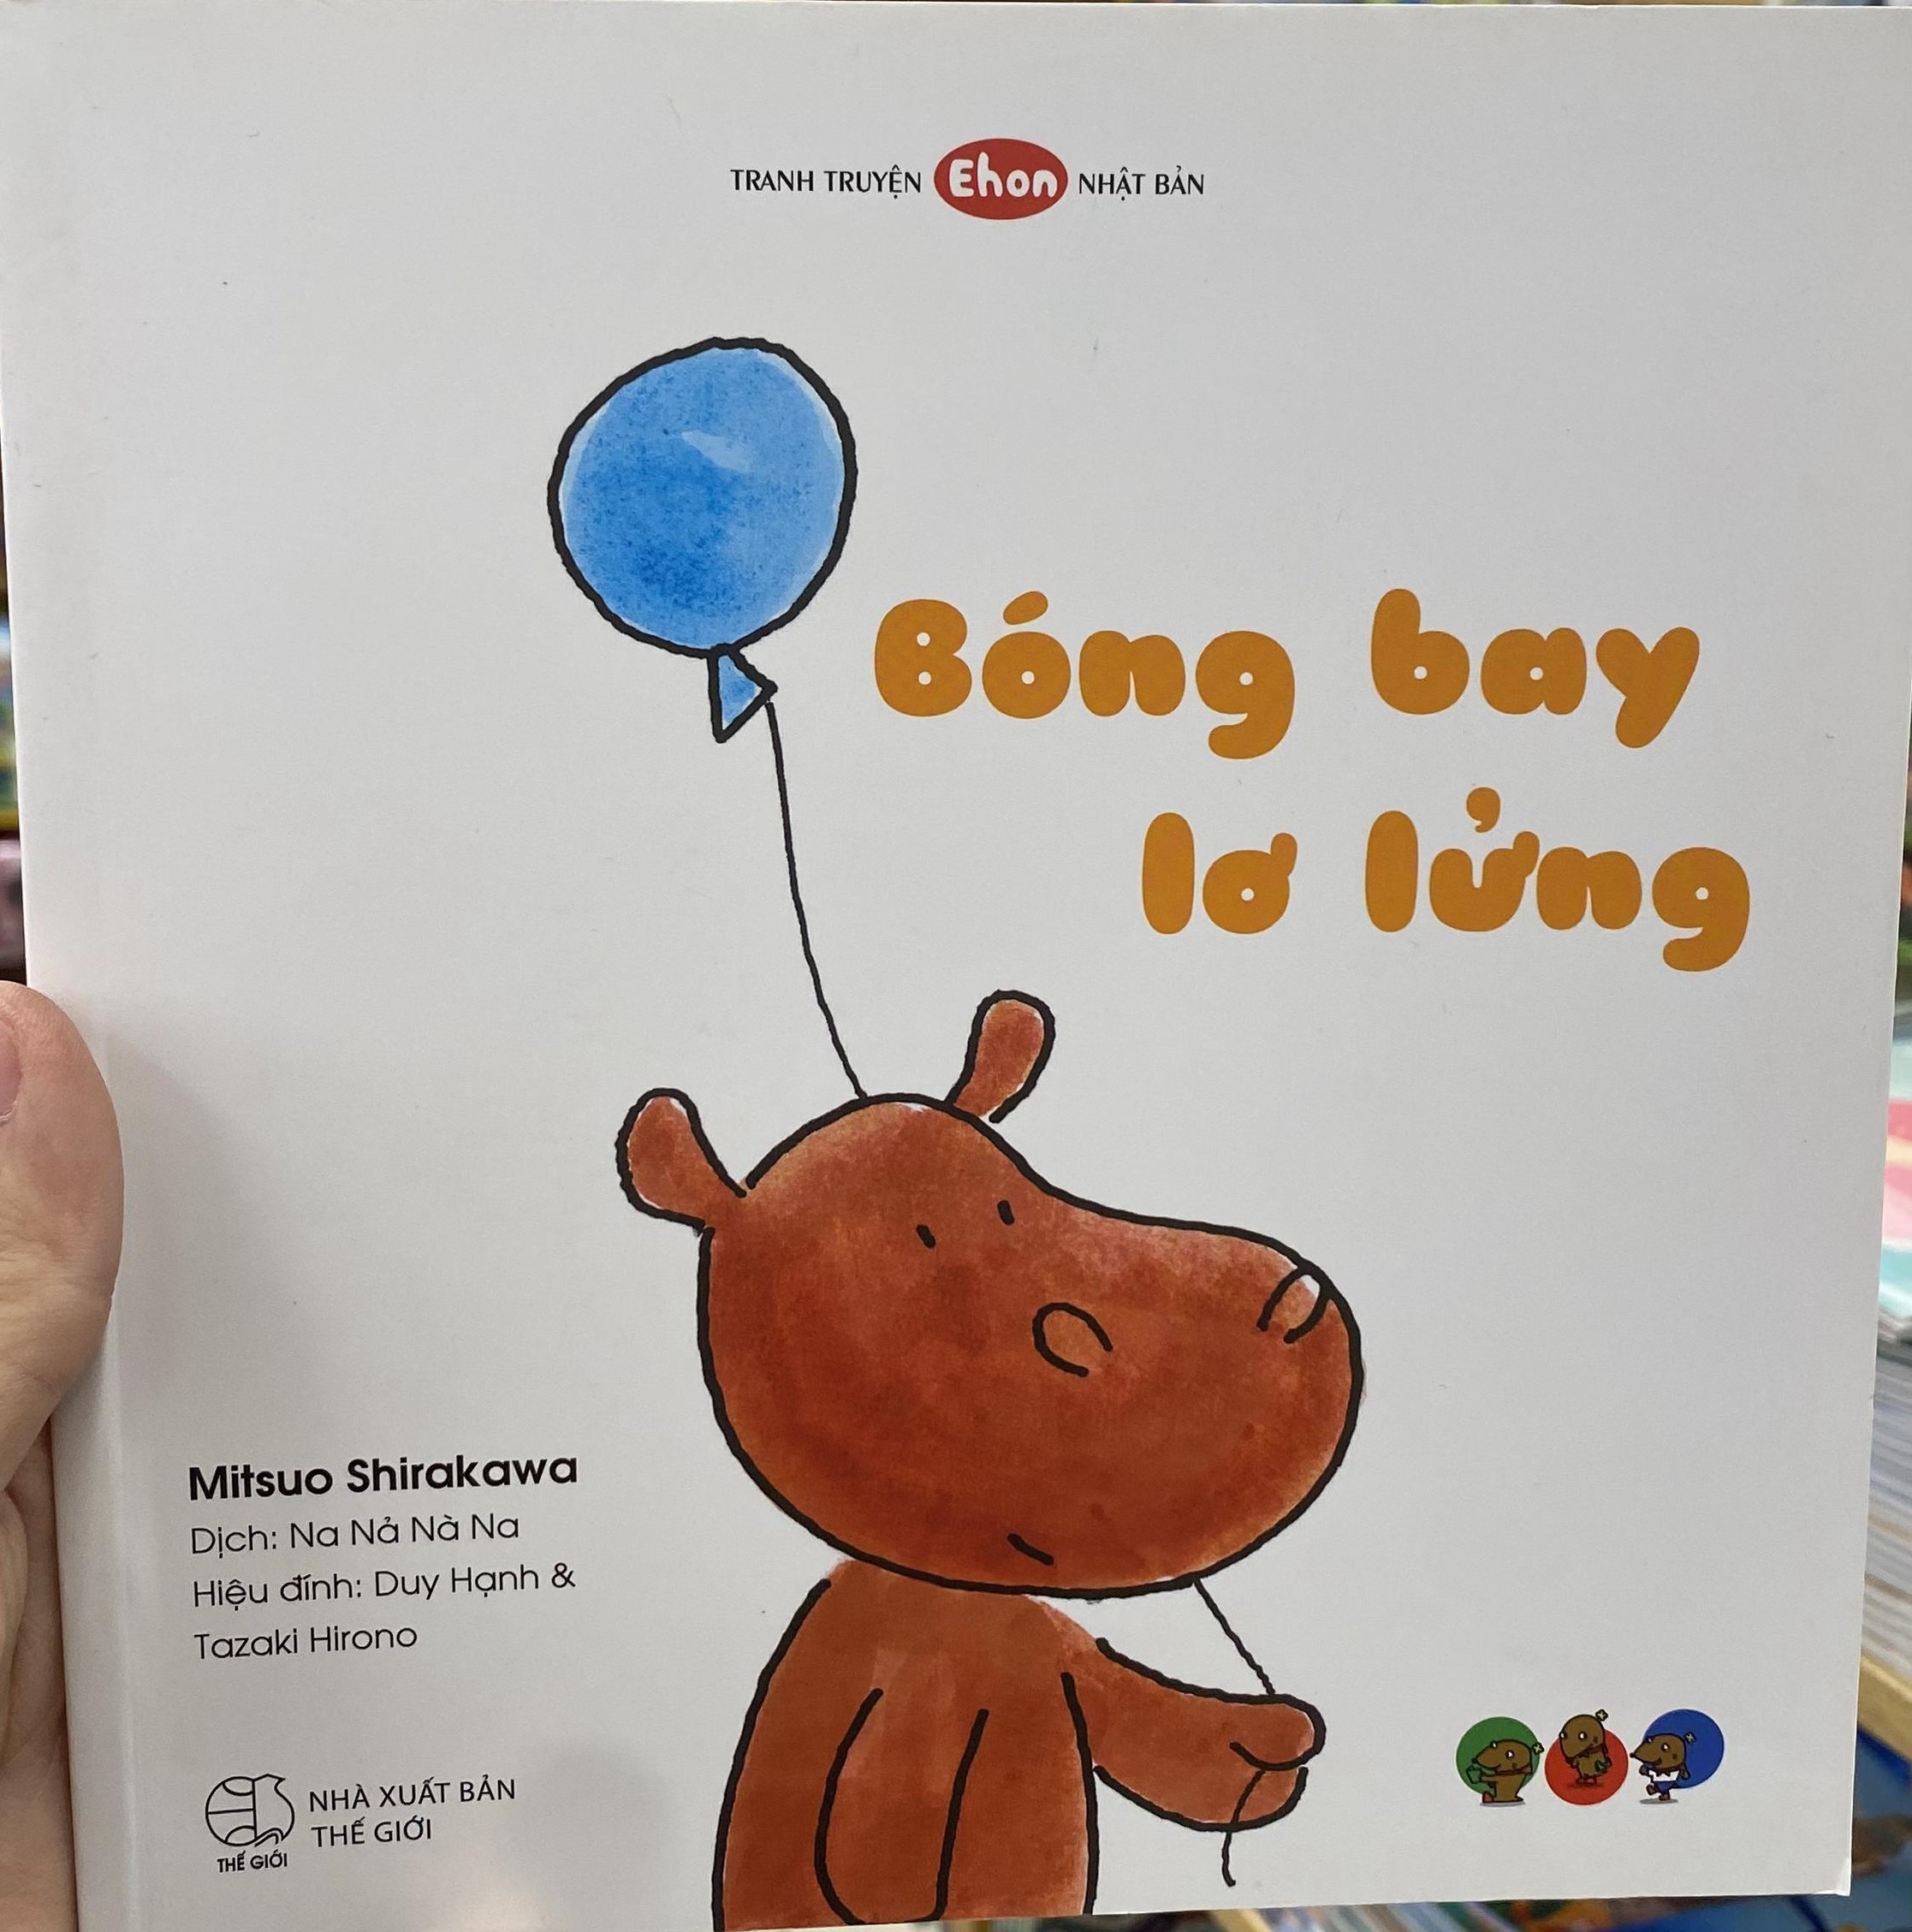 TRANH TRUYỆN Ehon NHẬT BẢN
Bóng bay
lơ lửng
Mitsuo Shirakawa
Dịch: Na Nả Nà Na
Hiệu đính: Duy Hạnh &
Tazaki Hirono
NHÀ XUẤT BẢN
THẾ GIỚI
THẾ GIỚI